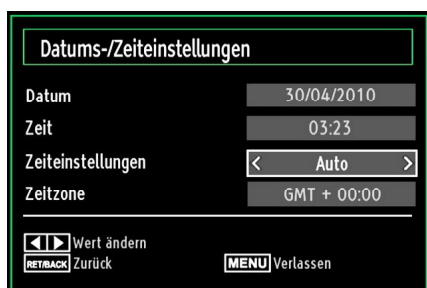 Datums-/Zeiteinstellungen
Datum 30/04/2010
Zeit 03:23
Zeiteinstellungen < Auto >
Zeitzone GMT + 00:00
Wert ändern
RET/BACK Zurück MENU Verlassen